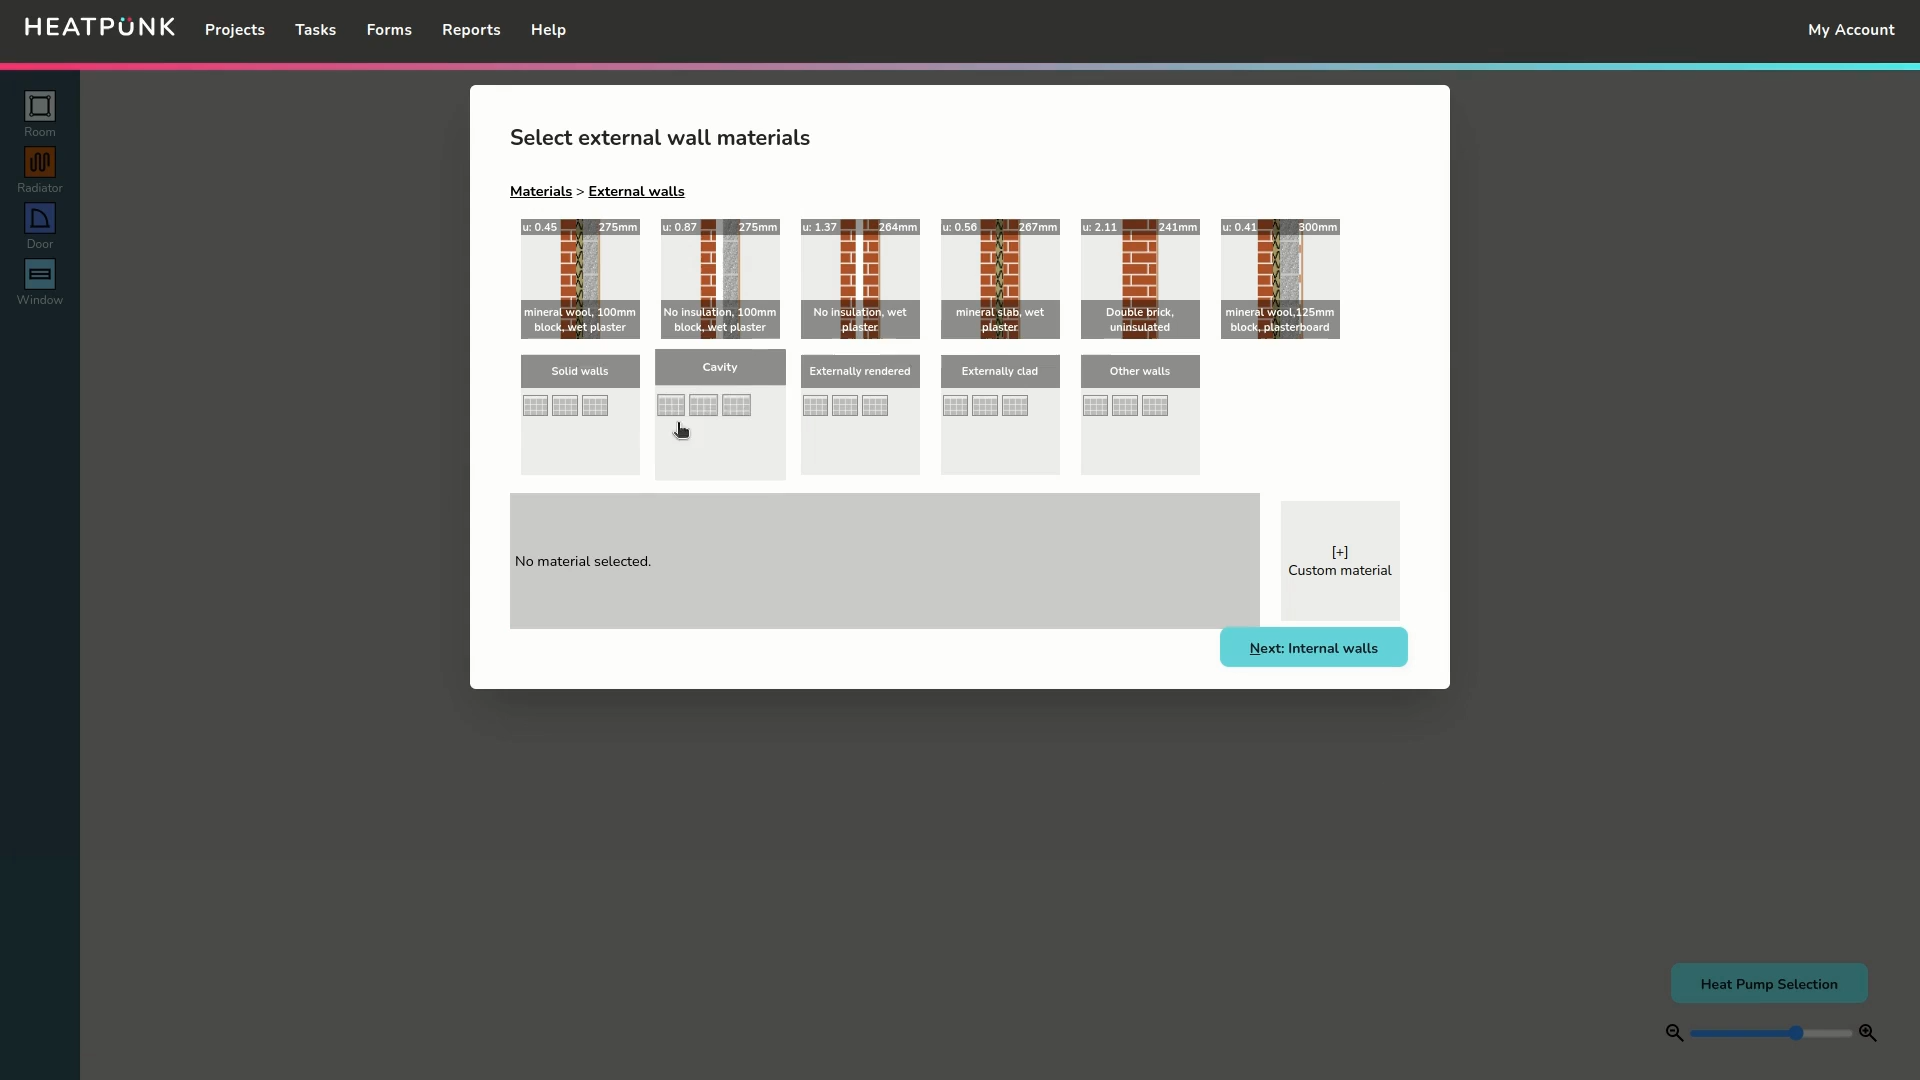 HEATPUNK
Projects
Tasks
Forms
Reports
Help
My Account
Room
Radiator
Door
Window
Select external wall materials
Materials > External walls
u: 0.45 275mm
mineral wool, 100mm
block, wet plaster
u: 0.87 275mm
No insulation, 100mm
block, wet plaster
u: 1.37 264mm
No insulation, wet
plaster
u: 0.56 267mm
mineral slab, wet
plaster
u: 2.11 241mm
Double brick,
uninsulated
u: 0.41 300mm
mineral wool,125mm
block, plasterboard
Solid walls
Cavity
Externally rendered
Externally clad
Other walls
No material selected.
[+]
Custom material
Next: Internal walls
Heat Pump Selection